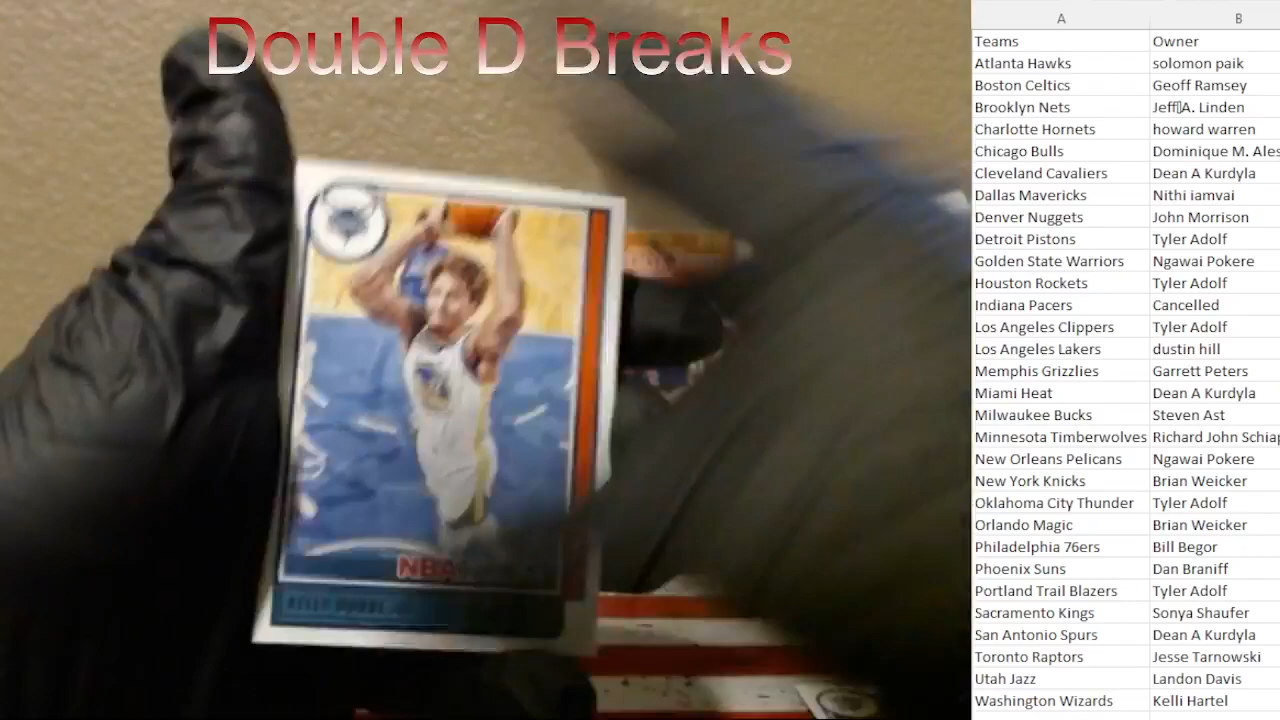 Double D Breaks
NBA
A B
Teams Owner
Atlanta Hawks solomon paik
Boston Celtics Geoff Ramsey
Brooklyn Nets Jeff▯A. Linden
Charlotte Hornets howard warren
Chicago Bulls Dominique M. Ales
Cleveland Cavaliers Dean A Kurdyla
Dallas Mavericks Nithi iamvai
Denver Nuggets John Morrison
Detroit Pistons Tyler Adolf
Golden State Warriors Ngawai Pokere
Houston Rockets Tyler Adolf
Indiana Pacers Cancelled
Los Angeles Clippers Tyler Adolf
Los Angeles Lakers dustin hill
Memphis Grizzlies Garrett Peters
Miami Heat Dean A Kurdyla
Milwaukee Bucks Steven Ast
Minnesota Timberwolves Richard John Schiap
New Orleans Pelicans Ngawai Pokere
New York Knicks Brian Weicker
Oklahoma City Thunder Tyler Adolf
Orlando Magic Brian Weicker
Philadelphia 76ers Bill Begor
Phoenix Suns Dan Braniff
Portland Trail Blazers Tyler Adolf
Sacramento Kings Sonya Shaufer
San Antonio Spurs Dean A Kurdyla
Toronto Raptors Jesse Tarnowski
Utah Jazz Landon Davis
Washington Wizards Kelli Hartel